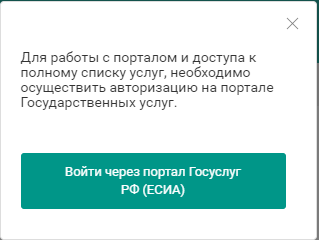 Для работы с порталом и доступа к
полному списку услуг, необходимо
осуществить авторизацию на портале
Государственных услуг.
Войти через портал Госуслуг
РФ (ЕСИА)